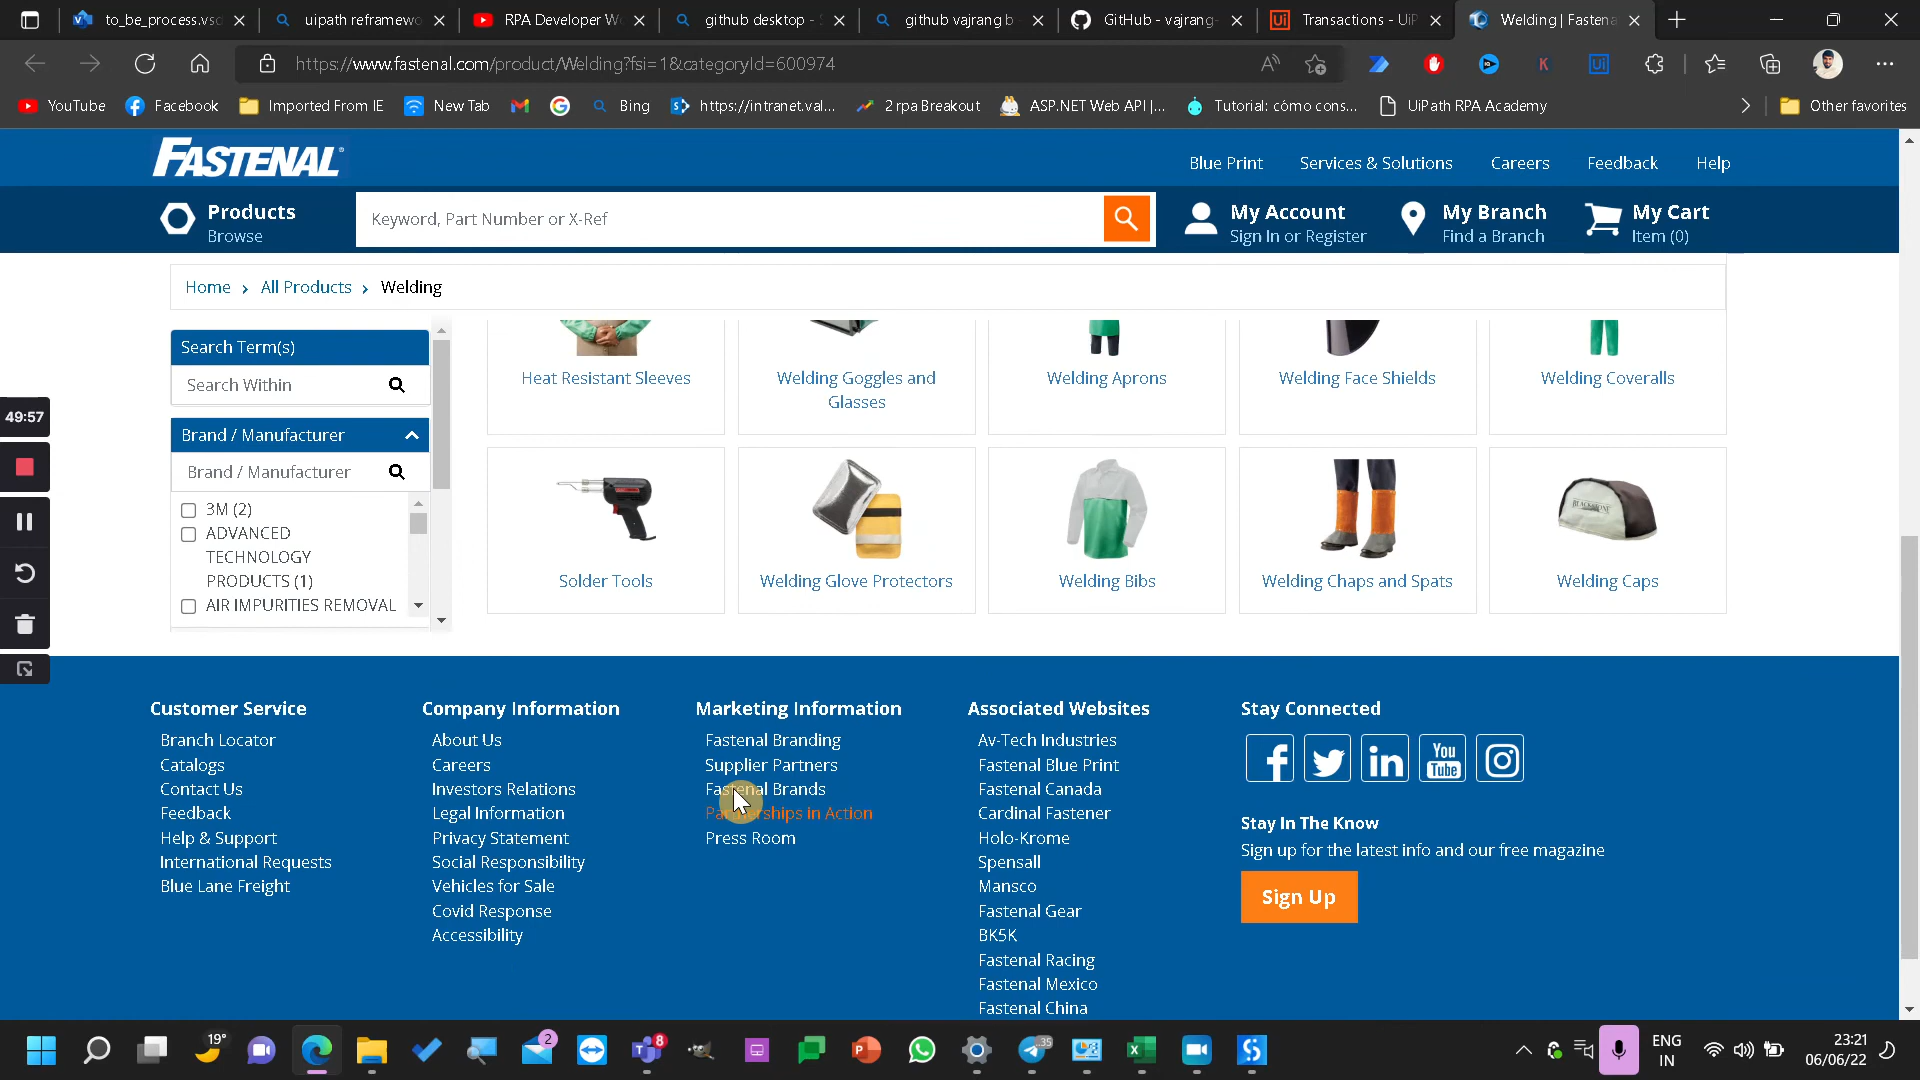 to_be_process.vsd
uipath reframewo
RPA Developer W
github desktop - S
github vajrang b
GitHub - vajrang-
Ui
Transactions - UiP
Welding | Fastena
https://www.fastenal.com/product/Welding?fsi=1&categoryId=600974
YouTube
Facebook
Imported From IE
New Tab
Bing
https://intranet.val...
2 rpa Breakout
ASP.NET Web API |...
Tutorial: cómo cons...
UiPath RPA Academy
Other favorites
FASTENAL
Blue Print
Services & Solutions
Careers
Feedback
Help
Products
Browse
Keyword, Part Number or X-Ref
My Account
Sign In or Register
My Branch
Find a Branch
My Cart
Item (0)
Home › All Products › Welding
Search Term(s)
Search Within
Brand / Manufacturer
Brand / Manufacturer
3M (2)
ADVANCED
TECHNOLOGY
PRODUCTS (1)
AIR IMPURITIES REMOVAL
49:57
Heat Resistant Sleeves
Welding Goggles and
Glasses
Welding Aprons
Welding Face Shields
Welding Coveralls
Solder Tools
Welding Glove Protectors
Welding Bibs
Welding Chaps and Spats
Welding Caps
Customer Service
Branch Locator
Catalogs
Contact Us
Feedback
Help & Support
International Requests
Blue Lane Freight
Company Information
About Us
Careers
Investors Relations
Legal Information
Privacy Statement
Social Responsibility
Vehicles for Sale
Covid Response
Accessibility
Marketing Information
Fastenal Branding
Supplier Partners
Fastenal Brands
Partnerships in Action
Press Room
Associated Websites
Av-Tech Industries
Fastenal Blue Print
Fastenal Canada
Cardinal Fastener
Holo-Krome
Spensall
Mansco
Fastenal Gear
BK5K
Fastenal Racing
Fastenal Mexico
Fastenal China
Stay Connected
You
Tube
Stay In The Know
Sign up for the latest info and our free magazine
Sign Up
19°
2
8
35
ENG
IN
23:21
06/06/22